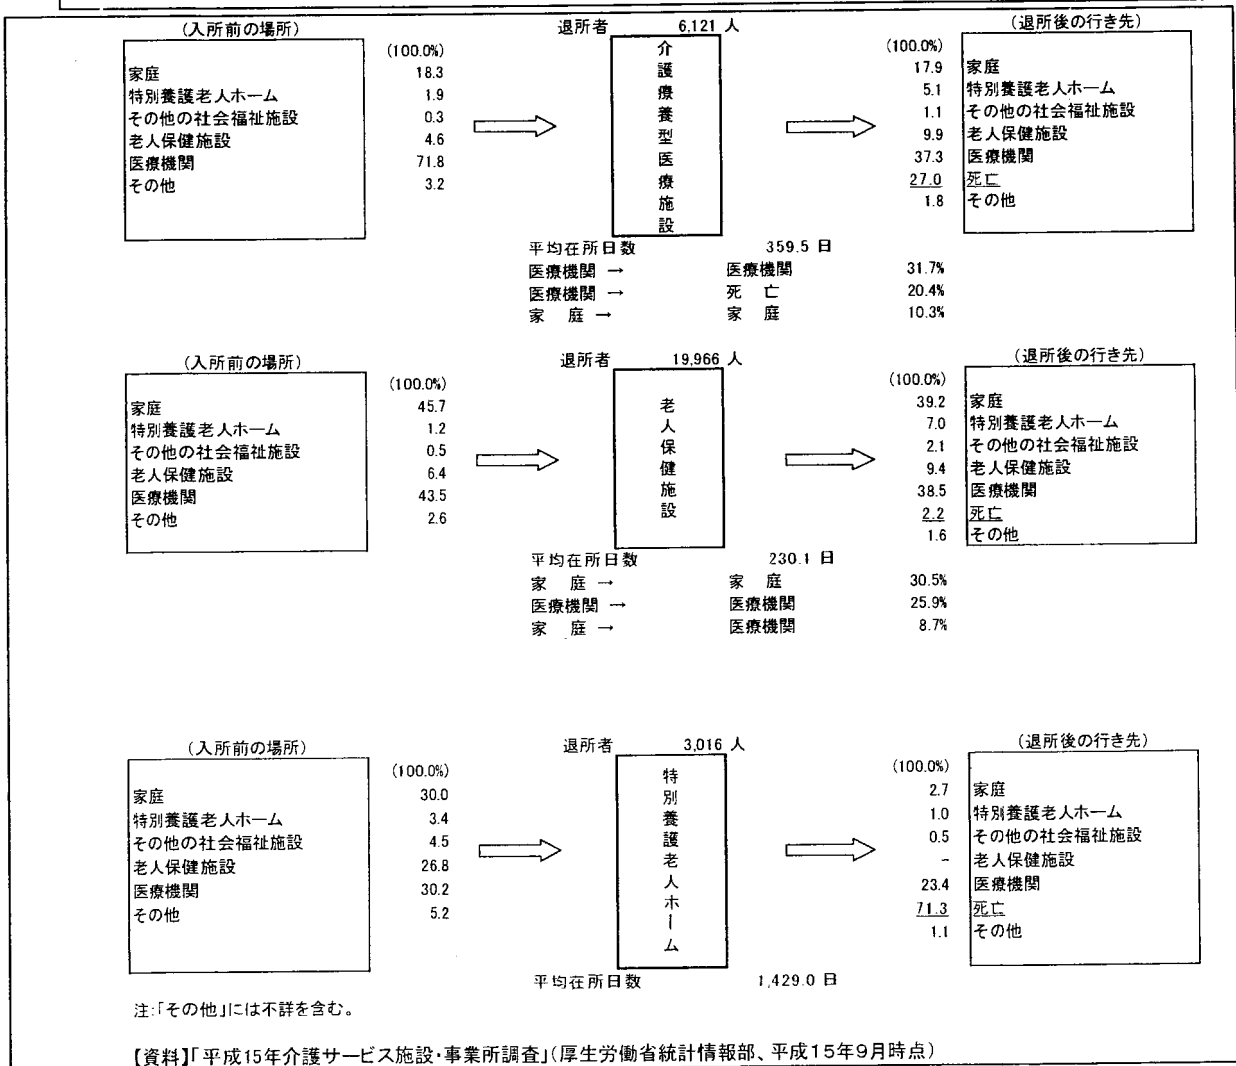 (入所前の場所) 退所者 6,121 人 (退所後の行き先)
(100.0%) 介護療養型医療施設 (100.0%)
家庭 18.3 17.9 家庭
特別養護老人ホーム 1.9 5.1 特別養護老人ホーム
その他の社会福祉施設 0.3 1.1 その他の社会福祉施設
老人保健施設 4.6 9.9 老人保健施設
医療機関 71.8 37.3 医療機関
その他 3.2 27.0 死亡
1.8 その他
平均在所日数 359.5 日
医療機関 → 医療機関 31.7%
医療機関 → 死 亡 20.4%
家 庭 → 家 庭 10.3%
(入所前の場所) 退所者 19,966 人 (退所後の行き先)
(100.0%) 老人保健施設 (100.0%)
家庭 45.7 39.2 家庭
特別養護老人ホーム 1.2 7.0 特別養護老人ホーム
その他の社会福祉施設 0.5 2.1 その他の社会福祉施設
老人保健施設 6.4 9.4 老人保健施設
医療機関 43.5 38.5 医療機関
その他 2.6 2.2 死亡
1.6 その他
平均在所日数 230.1 日
家 庭 → 家 庭 30.5%
医療機関 → 医療機関 25.9%
家 庭 → 医療機関 8.7%
(入所前の場所) 退所者 3,016 人 (退所後の行き先)
(100.0%) 特別養護老人ホーム (100.0%)
家庭 30.0 2.7 家庭
特別養護老人ホーム 3.4 1.0 特別養護老人ホーム
その他の社会福祉施設 4.5 0.5 その他の社会福祉施設
老人保健施設 26.8 - 老人保健施設
医療機関 30.2 23.4 医療機関
その他 5.2 71.3 死亡
1.1 その他
平均在所日数 1,429.0 日
注:「その他」には不詳を含む。
【資料】「平成15年介護サービス施設・事業所調査」(厚生労働省統計情報部、平成15年9月時点)